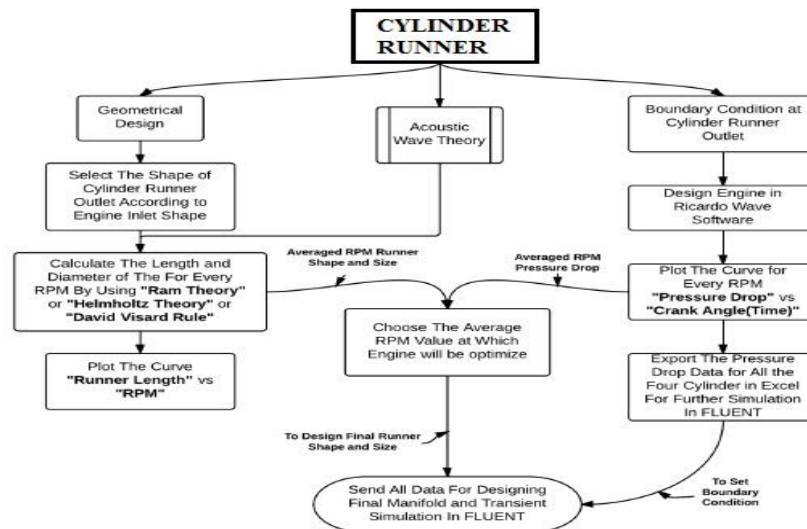 CYLINDER
RUNNER
Geometrical
Design
Acoustic
Wave Theory
Boundary Condition at
Cylinder Runner
Outlet
Select The Shape of
Cylinder Runner
Outlet According to
Engine Inlet Shape
Design Engine in
Ricardo Wave
Software
Calculate The Length and
Diameter of The For Every
RPM By Using "Ram Theory"
or "Helmholtz Theory" or
"David Visard Rule"
Averaged RPM Runner
Shape and Size
Averaged RPM
Pressure Drop
Plot The Curve for
Every RPM
"Pressure Drop" vs
"Crank Angle(Time)"
Choose The Average
RPM Value at Which
Engine will be optimize
Plot The Curve
"Runner Length" vs
"RPM"
Export The Pressure
Drop Data for All the
Four Cylinder in Excel
For Further Simulation
In FLUENT
To Design Final Runner
Shape and Size
Send All Data For Designing
Final Manifold and Transient
Simulation In FLUENT
To Set
Boundary
Condition